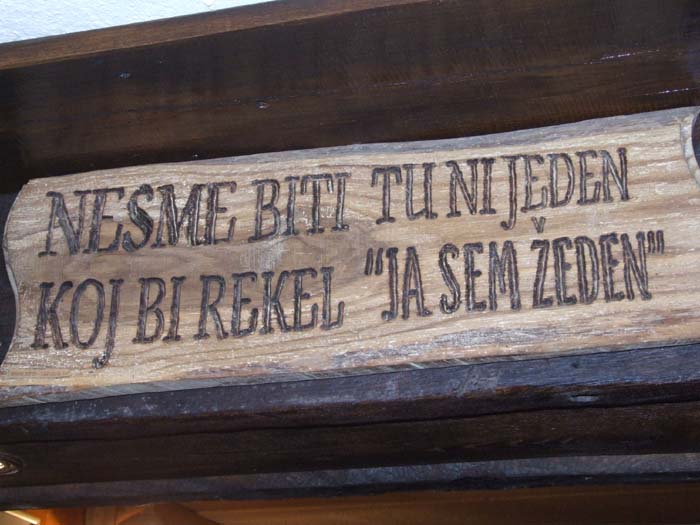 NESME BITI TU NI JEDEN
KOJ BI REKEL "JA SEM ŽEDEN"